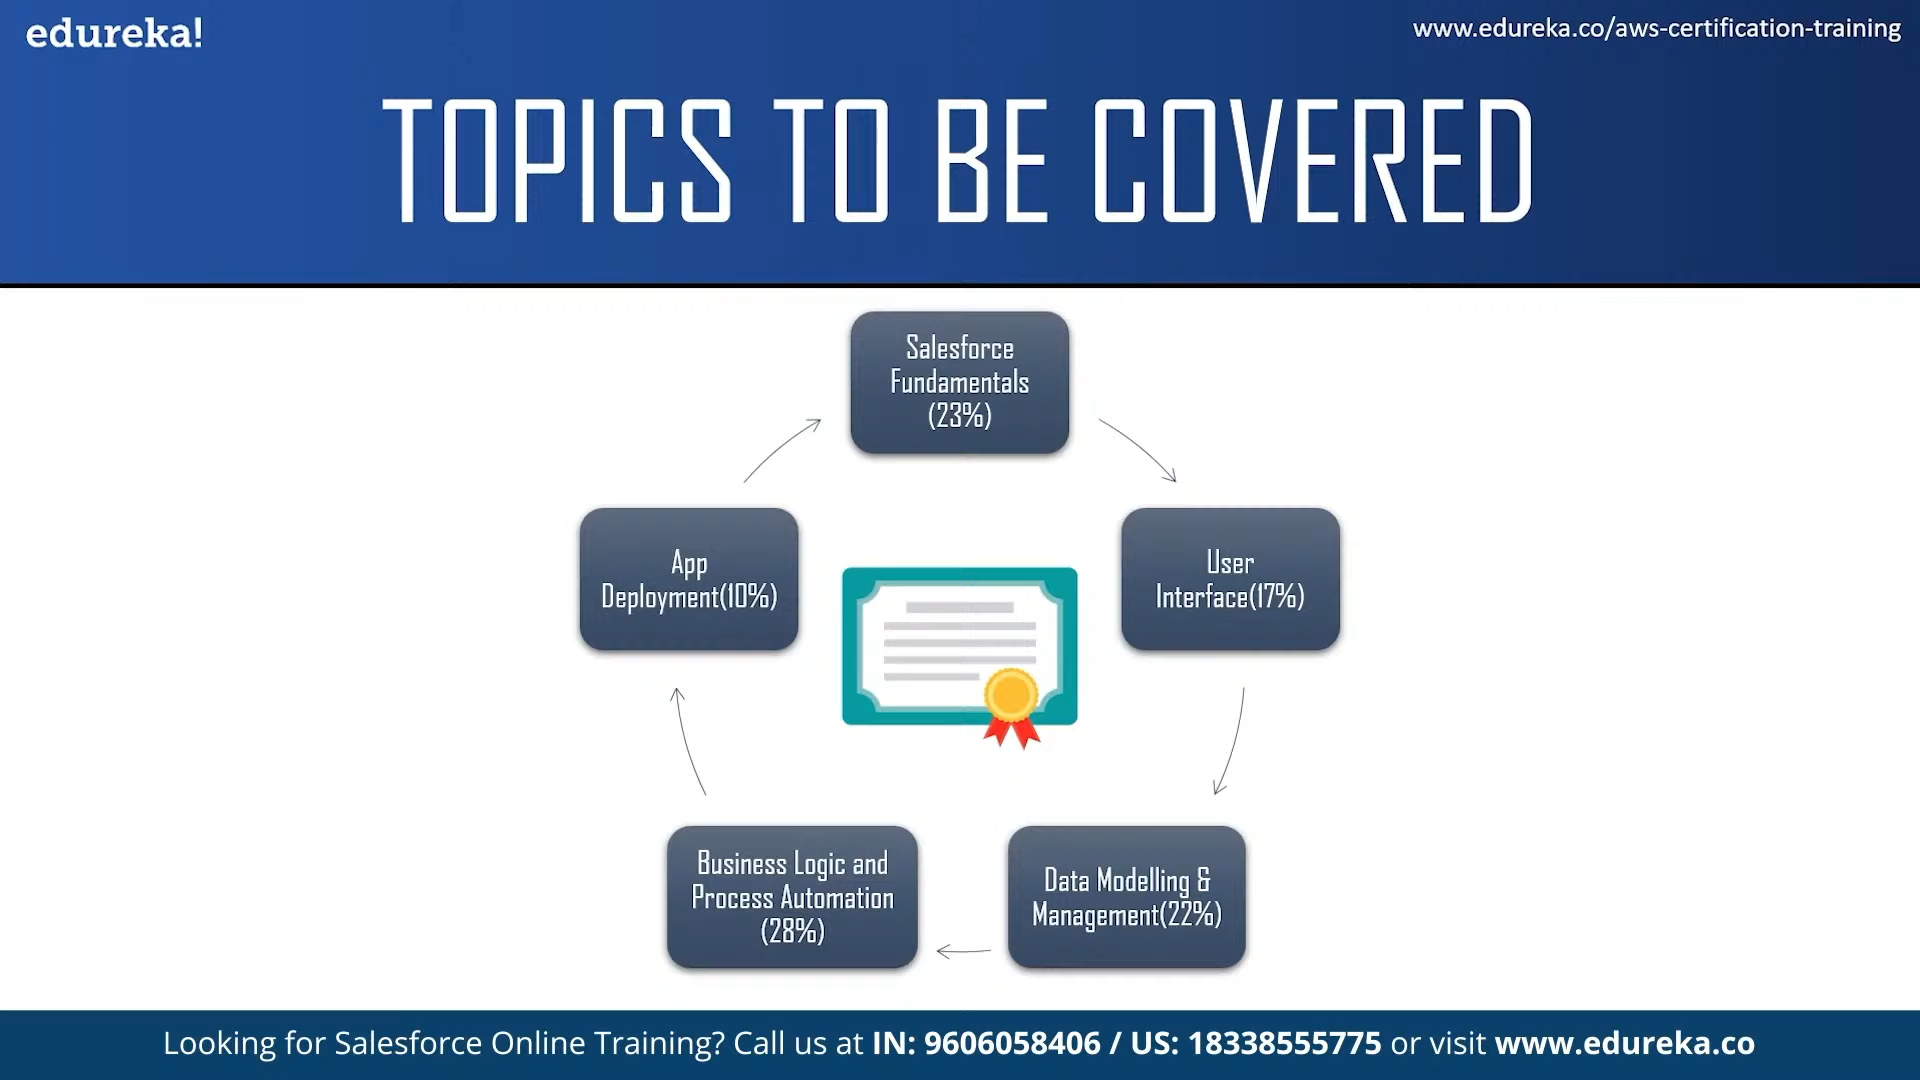 edureka!
www.edureka.co/aws-certification-training
TOPICS TO BE COVERED
Salesforce
Fundamentals
(23%)
User
Interface(17%)
Data Modelling &
Management(22%)
Business Logic and
Process Automation
(28%)
App
Deployment(10%)
Looking for Salesforce Online Training? Call us at IN: 9606058406 / US: 18338555775 or visit www.edureka.co